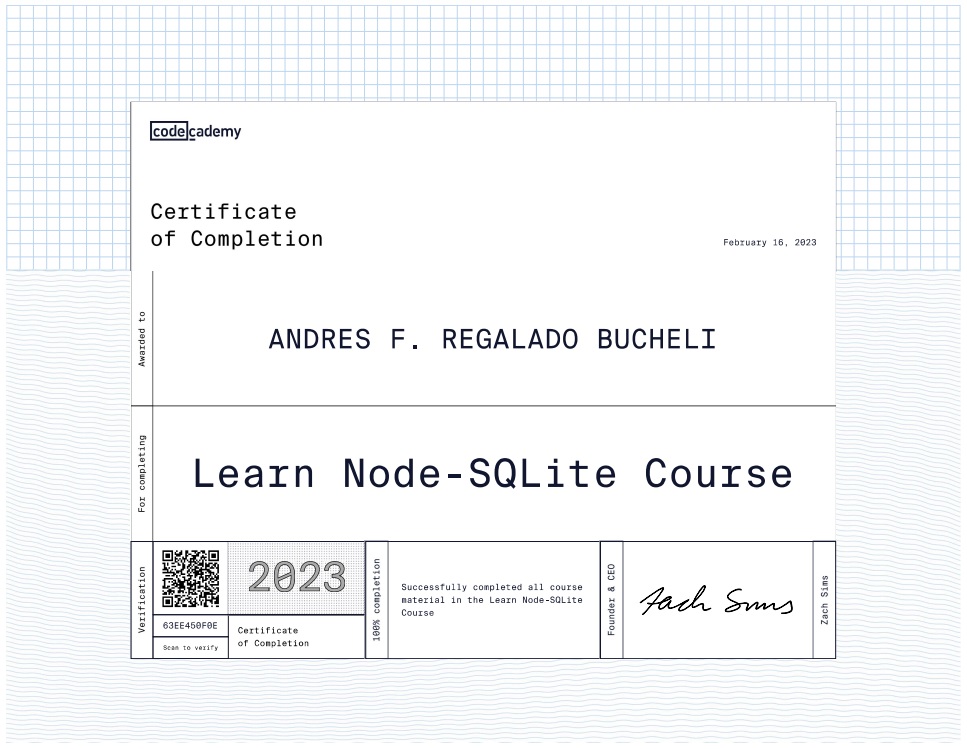 codecademy
Certificate
of Completion
February 16, 2023
Awarded to
ANDRES F. REGALADO BUCHELI
For completing
Learn Node-SQLite Course
Verification
63EE450F0E
Scan to verify
2023
Certificate
of Completion
100% completion
Successfully completed all course
material in the Learn Node-SQLite
Course
Founder & CEO
Zach Sims
Zach Sims